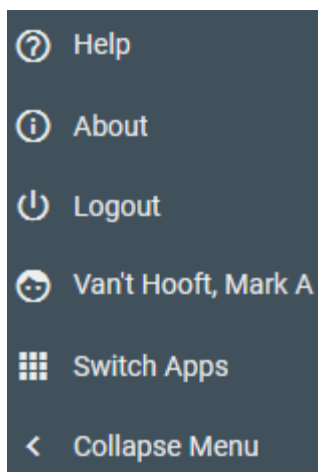 Help
About
Logout
Van't Hooft, Mark A
Switch Apps
Collapse Menu